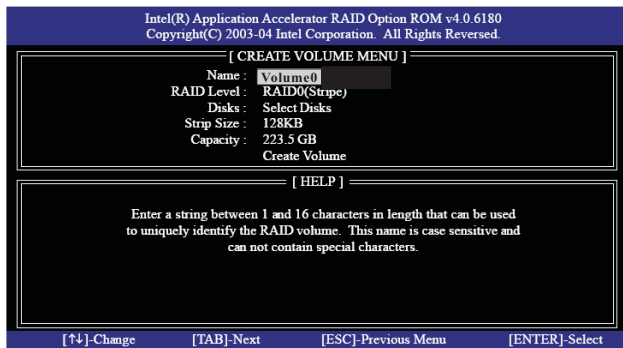 Intel(R) Application Accelerator RAID Option ROM v4.0.6180
Copyright(C) 2003-04 Intel Corporation. All Rights Reversed.
[ CREATE VOLUME MENU ]
Name : Volume0
RAID Level : RAID0(Stripe)
Disks : Select Disks
Strip Size : 128KB
Capacity : 223.5 GB
Create Volume
[ HELP ]
Enter a string between 1 and 16 characters in length that can be used
to uniquely identify the RAID volume. This name is case sensitive and
can not contain special characters.
[↑↓]-Change [TAB]-Next [ESC]-Previous Menu [ENTER]-Select